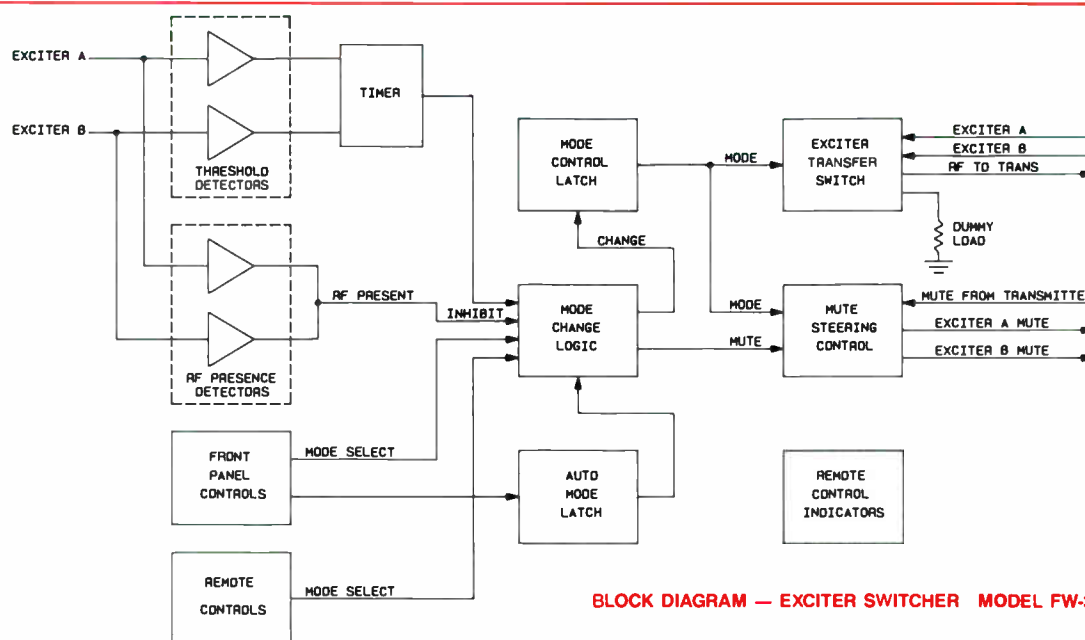 EXCITER A
EXCITER B
THRESHOLD
DETECTORS
TIMER
RF PRESENCE
DETECTORS
RF PRESENT
INHIBIT
MODE
CONTROL
LATCH
CHANGE
MODE
CHANGE
LOGIC
MODE
MODE
MUTE
EXCITER
TRANSFER
SWITCH
EXCITER A
EXCITER B
RF TO TRANS
DUMMY
LOAD
MUTE
STEERING
CONTROL
MUTE FROM TRANSMITTE
EXCITER A MUTE
EXCITER B MUTE
FRONT
PANEL
CONTROLS
MODE SELECT
AUTO
MODE
LATCH
REMOTE
CONTROL
INDICATORS
REMOTE
CONTROLS
MODE SELECT
BLOCK DIAGRAM — EXCITER SWITCHER MODEL FW-